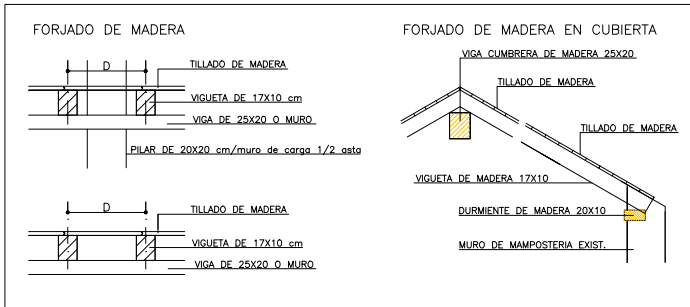 FORJADO DE MADERA
D
TILLADO DE MADERA
VIGUETA DE 17X10 cm
VIGA DE 25X20 O MURO
PILAR DE 20X20 cm/muro de carga 1/2 asta
D
TILLADO DE MADERA
VIGUETA DE 17X10 cm
VIGA DE 25X20 O MURO
FORJADO DE MADERA EN CUBIERTA
VIGA CUMBRERA DE MADERA 25X20
TILLADO DE MADERA
TILLADO DE MADERA
VIGUETA DE MADERA 17X10
DURMIENTE DE MADERA 20X10
MURO DE MAMPOSTERIA EXIST.